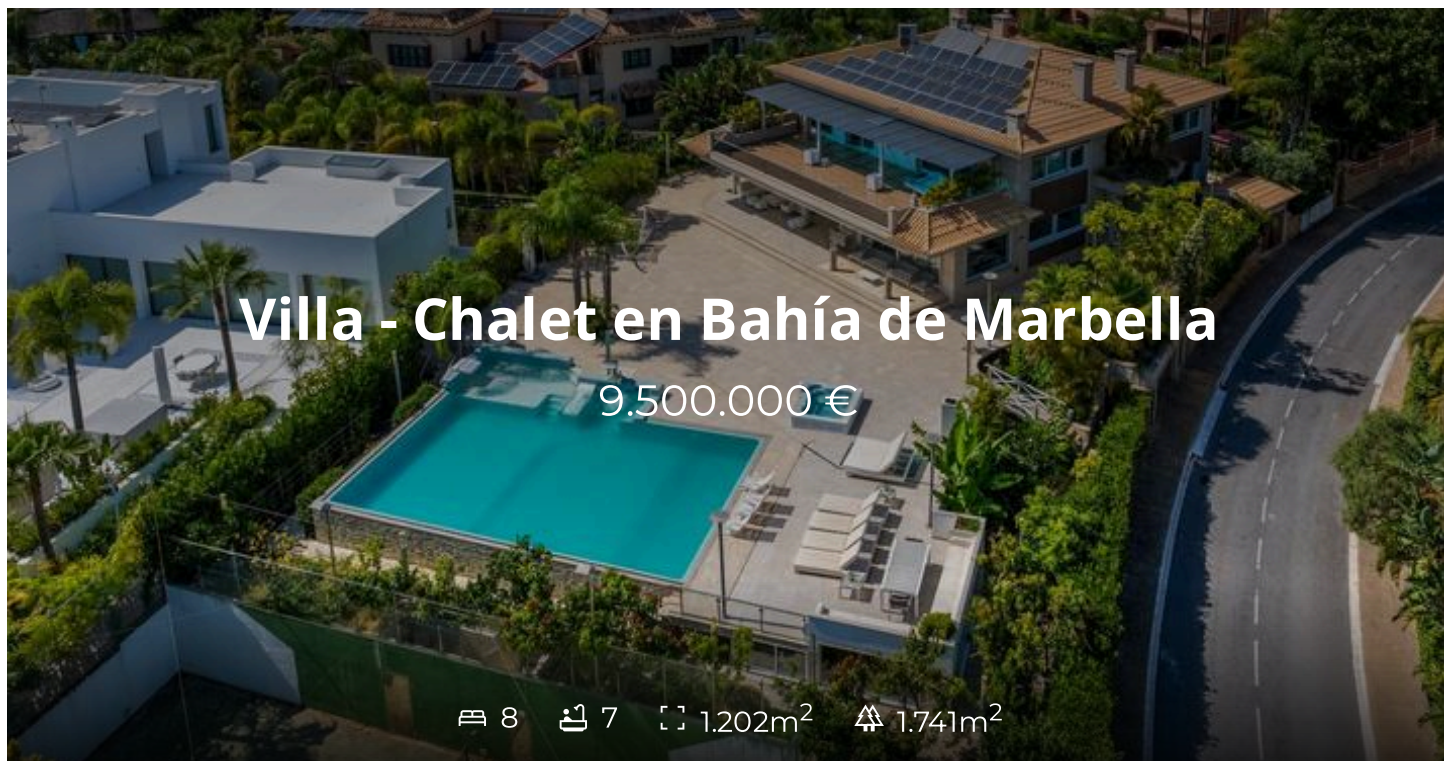 Villa - Chalet en Bahía de Marbella
9.500.000 €
8 7 1.202m² 1.741m²